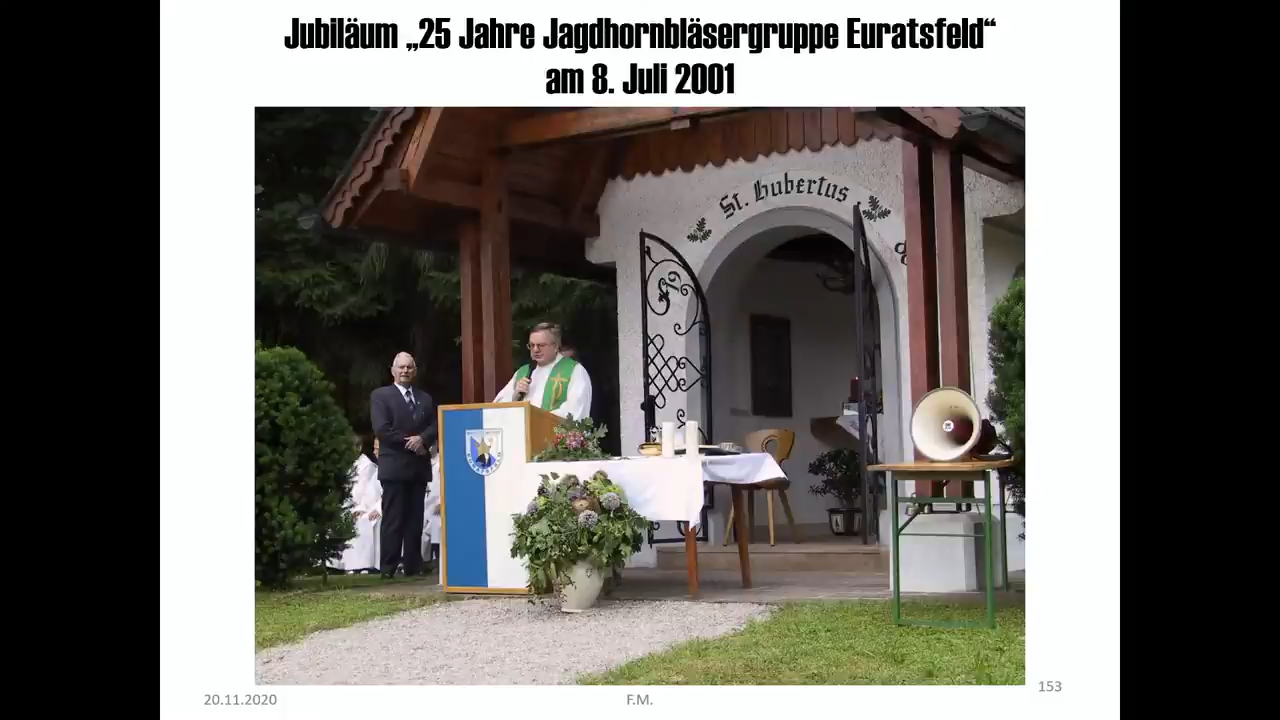 Jubiläum „25 Jahre Jagdhornbläsergruppe Euratsfeld“
am 8. Juli 2001
St. Hubertus
20.11.2020
F.M.
153